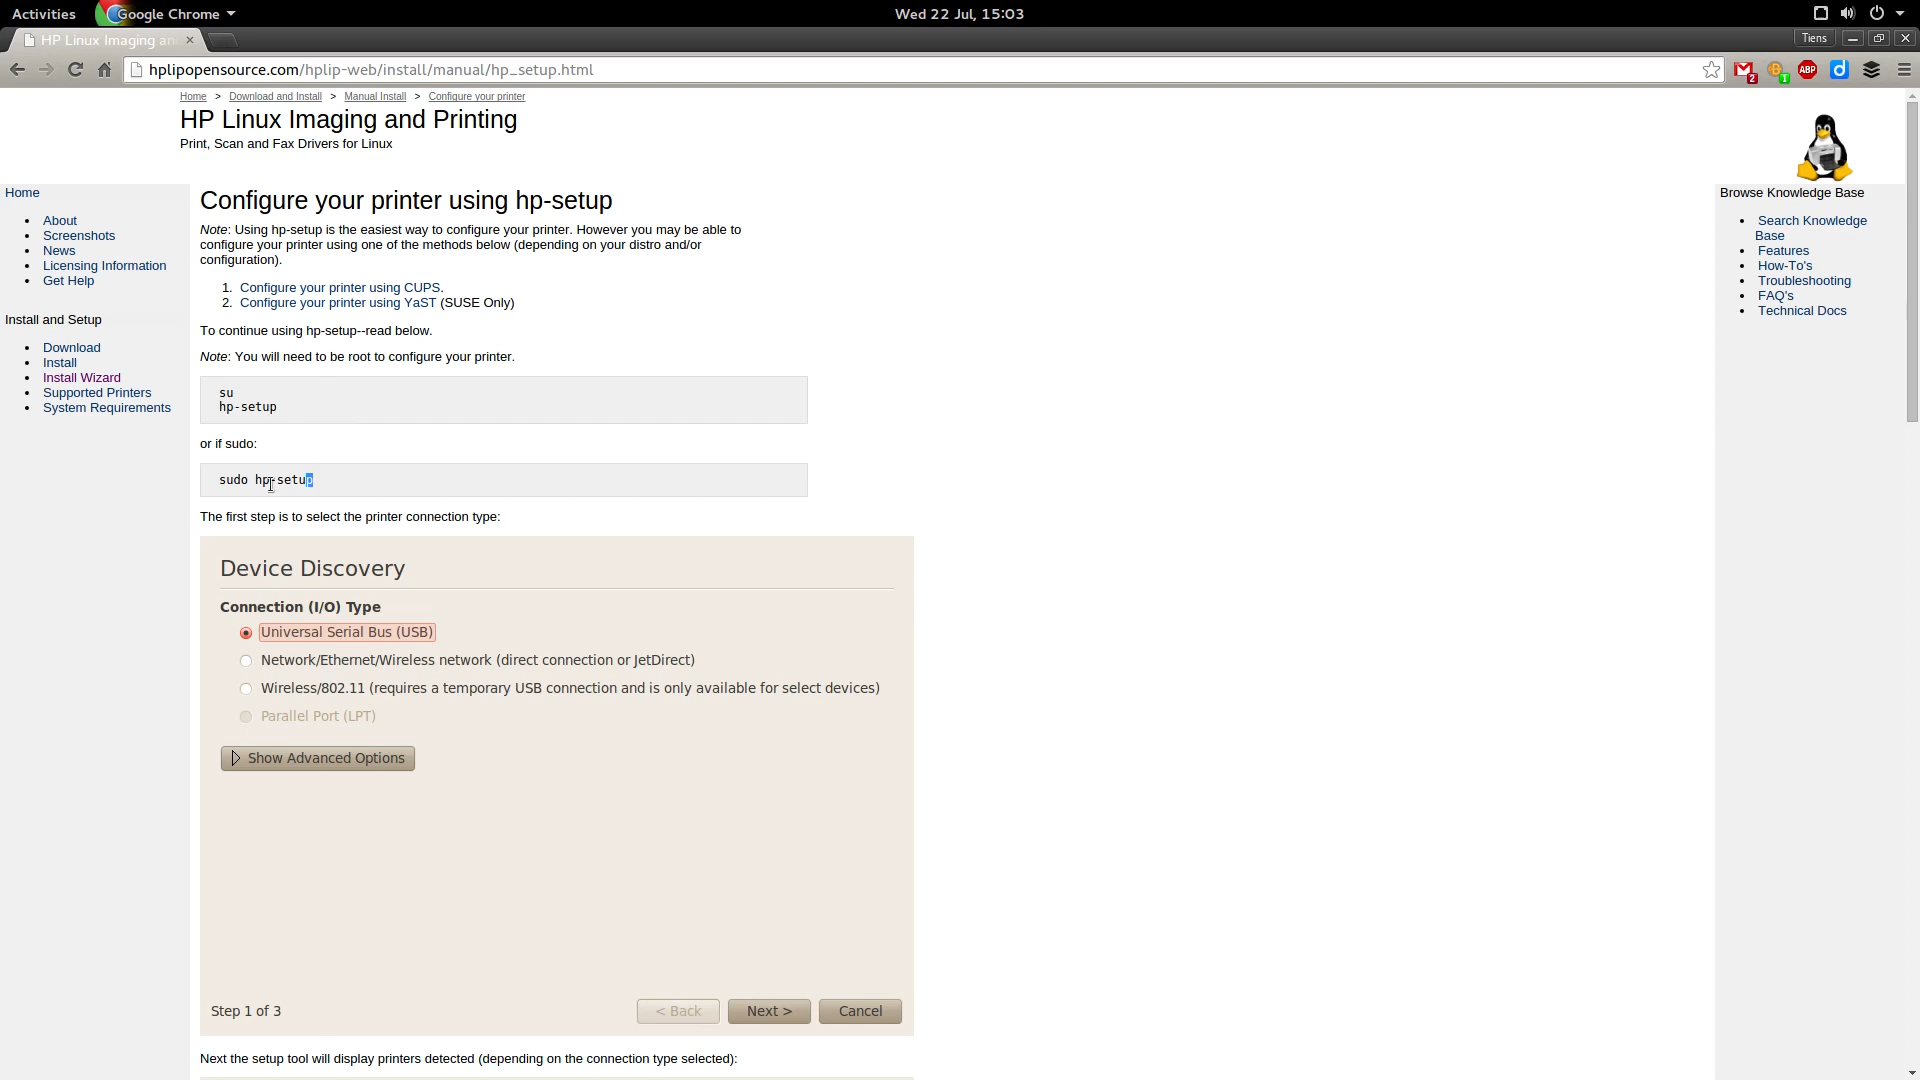 Activities
Google Chrome
Wed 22 Jul, 15:03
HP Linux Imaging an
Tiens
hplipopensource.com/hplip-web/install/manual/hp_setup.html
2
1
ABP
d
Home > Download and Install > Manual Install > Configure your printer
HP Linux Imaging and Printing
Print, Scan and Fax Drivers for Linux
Home
About
Screenshots
News
Licensing Information
Get Help
Install and Setup
Download
Install
Install Wizard
Supported Printers
System Requirements
Configure your printer using hp-setup
Note: Using hp-setup is the easiest way to configure your printer. However you may be able to
configure your printer using one of the methods below (depending on your distro and/or
configuration).
1. Configure your printer using CUPS.
2. Configure your printer using YaST (SUSE Only)
To continue using hp-setup--read below.
Note: You will need to be root to configure your printer.
su
hp-setup
or if sudo:
sudo hp-setup
The first step is to select the printer connection type:
Device Discovery
Connection (I/O) Type
Universal Serial Bus (USB)
Network/Ethernet/Wireless network (direct connection or JetDirect)
Wireless/802.11 (requires a temporary USB connection and is only available for select devices)
Parallel Port (LPT)
Show Advanced Options
Step 1 of 3
< Back
Next >
Cancel
Next the setup tool will display printers detected (depending on the connection type selected):
Browse Knowledge Base
Search Knowledge
Base
Features
How-To's
Troubleshooting
FAQ's
Technical Docs